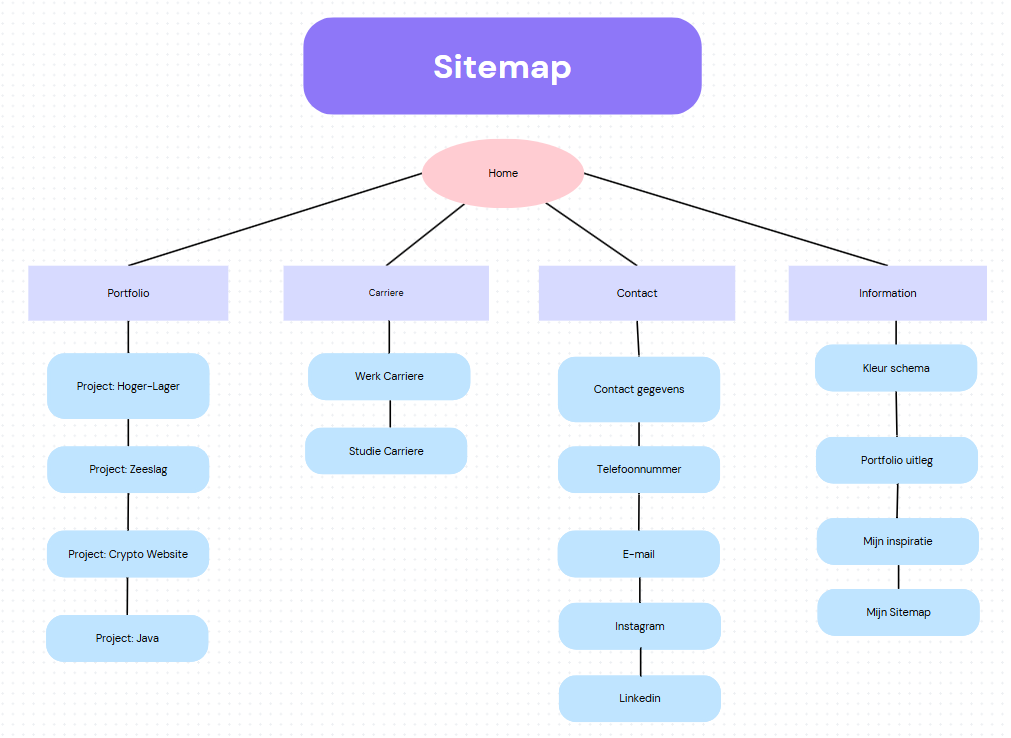 Sitemap
Home
Portfolio
Carriere
Contact
Information
Project: Hoger-Lager
Project: Zeeslag
Project: Crypto Website
Project: Java
Werk Carriere
Studie Carriere
Contact gegevens
Telefoonnummer
E-mail
Instagram
Linkedin
Kleur schema
Portfolio uitleg
Mijn inspiratie
Mijn Sitemap